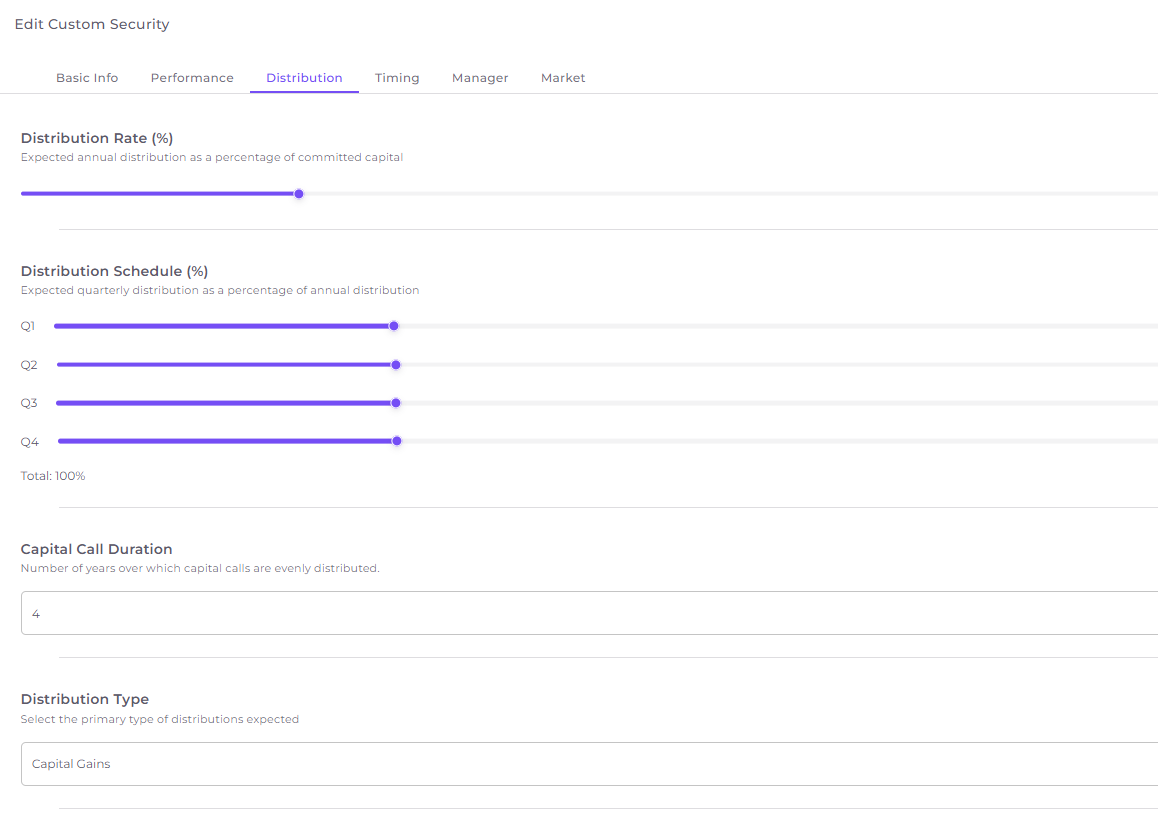 Edit Custom Security
Basic Info Performance Distribution Timing Manager Market
Distribution Rate (%)
Expected annual distribution as a percentage of committed capital
Distribution Schedule (%)
Expected quarterly distribution as a percentage of annual distribution
Q1
Q2
Q3
Q4
Total: 100%
Capital Call Duration
Number of years over which capital calls are evenly distributed.
4
Distribution Type
Select the primary type of distributions expected
Capital Gains